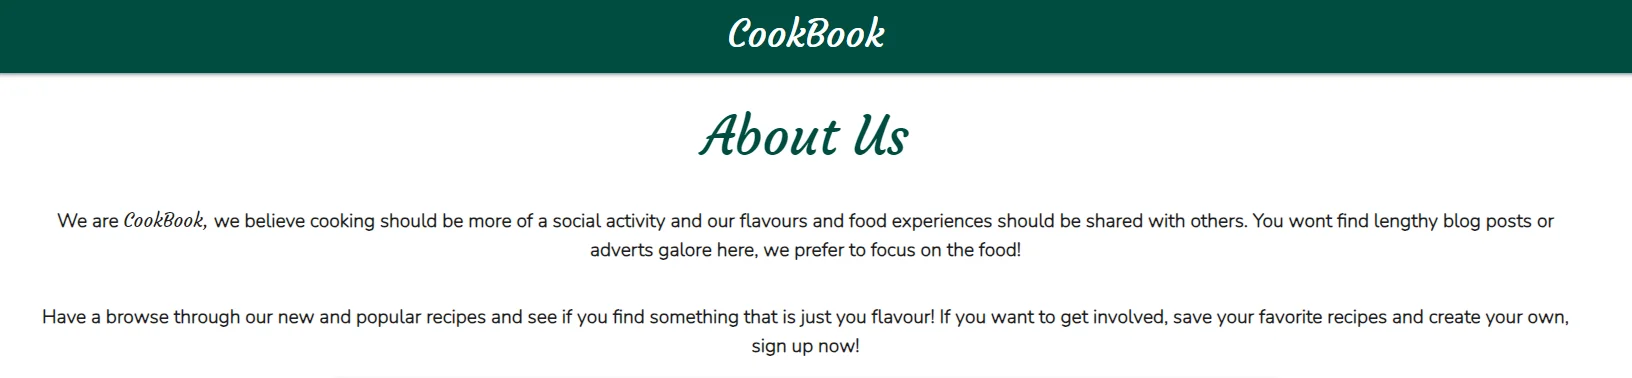 CookBook
About Us
We are CookBook, we believe cooking should be more of a social activity and our flavours and food experiences should be shared with others. You wont find lengthy blog posts or
adverts galore here, we prefer to focus on the food!
Have a browse through our new and popular recipes and see if you find something that is just you flavour! If you want to get involved, save your favorite recipes and create your own,
sign up now!